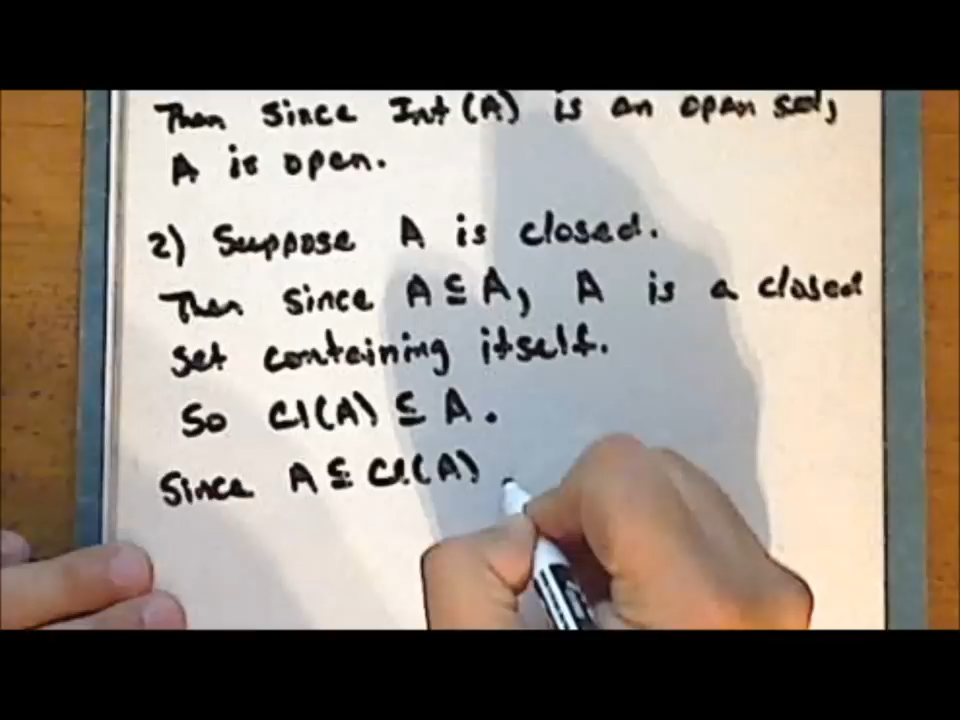 Then since Int(A) is an open set,
A is open.
2) Suppose A is closed.
Then since A⊆A, A is a closed
set containing itself.
So Cl(A) ⊆ A.
Since A ⊆ Cl(A)